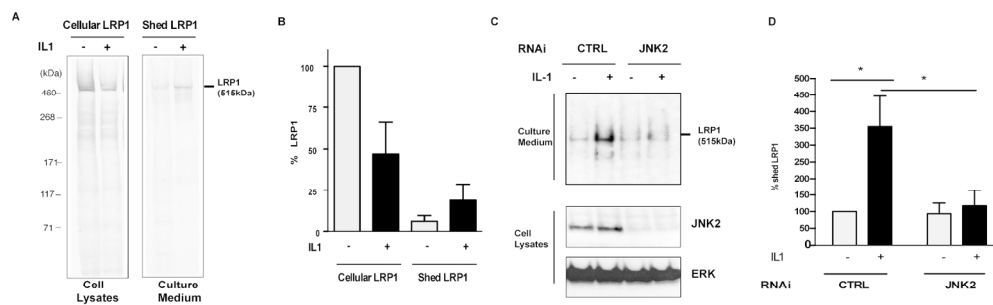 A
Cellular LRP1 Shed LRP1
IL1 - + - +
(kDa)
460
268
171
117
71
LRP1
(515kDa)
Cell
Lysates
Culture
Medium
B
% LRP1
100
75
50
25
0
IL1 - + - +
Cellular LRP1 Shed LRP1
C
RNAi CTRL JNK2
IL-1 - + - +
Culture
Medium
LRP1
(515kDa)
Cell
Lysates
JNK2
ERK
D
% shed LRP1
500
450
400
350
300
250
200
150
100
50
0
* *
IL1 - + - +
RNAi CTRL JNK2